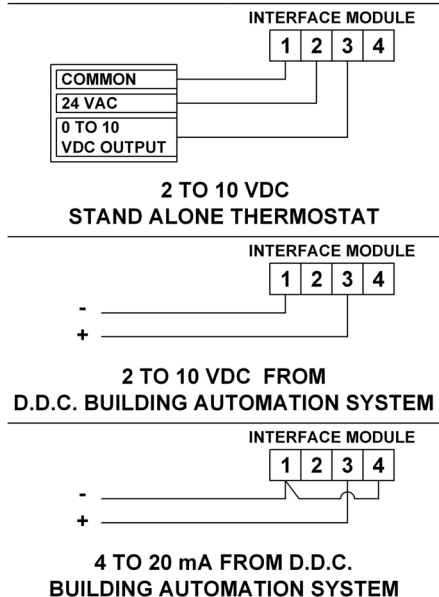 INTERFACE MODULE
1 2 3 4
COMMON
24 VAC
0 TO 10
VDC OUTPUT
2 TO 10 VDC
STAND ALONE THERMOSTAT
INTERFACE MODULE
1 2 3 4
-
+
2 TO 10 VDC FROM
D.D.C. BUILDING AUTOMATION SYSTEM
INTERFACE MODULE
1 2 3 4
-
+
4 TO 20 mA FROM D.D.C.
BUILDING AUTOMATION SYSTEM